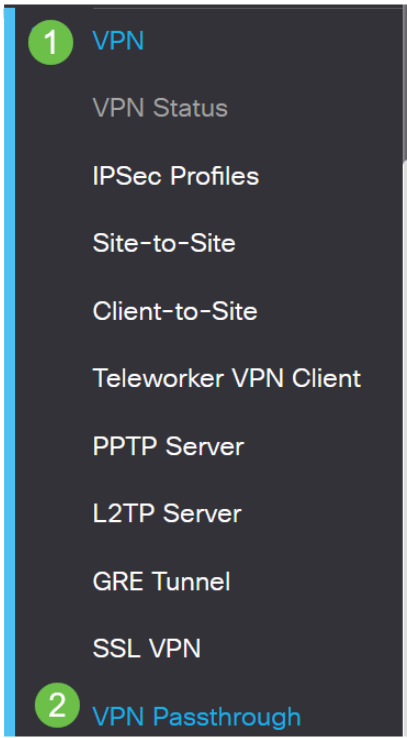 1 VPN
VPN Status
IPSec Profiles
Site-to-Site
Client-to-Site
Teleworker VPN Client
PPTP Server
L2TP Server
GRE Tunnel
SSL VPN
2 VPN Passthrough